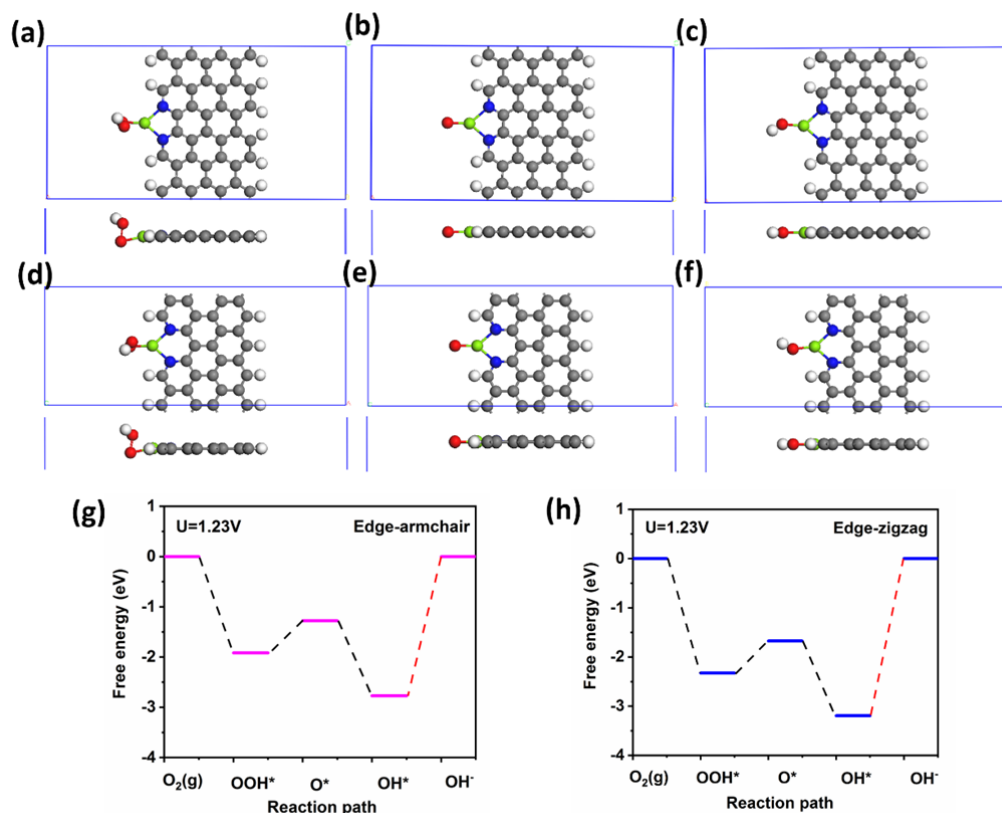 (a)
(b)
(c)
(d)
(e)
(f)
(g)
U=1.23V Edge-armchair
Free energy (eV)
1
0
-1
-2
-3
-4
O₂(g) OOH* O* OH* OH⁻
Reaction path
(h)
U=1.23V Edge-zigzag
Free energy (eV)
1
0
-1
-2
-3
-4
O₂(g) OOH* O* OH* OH⁻
Reaction path